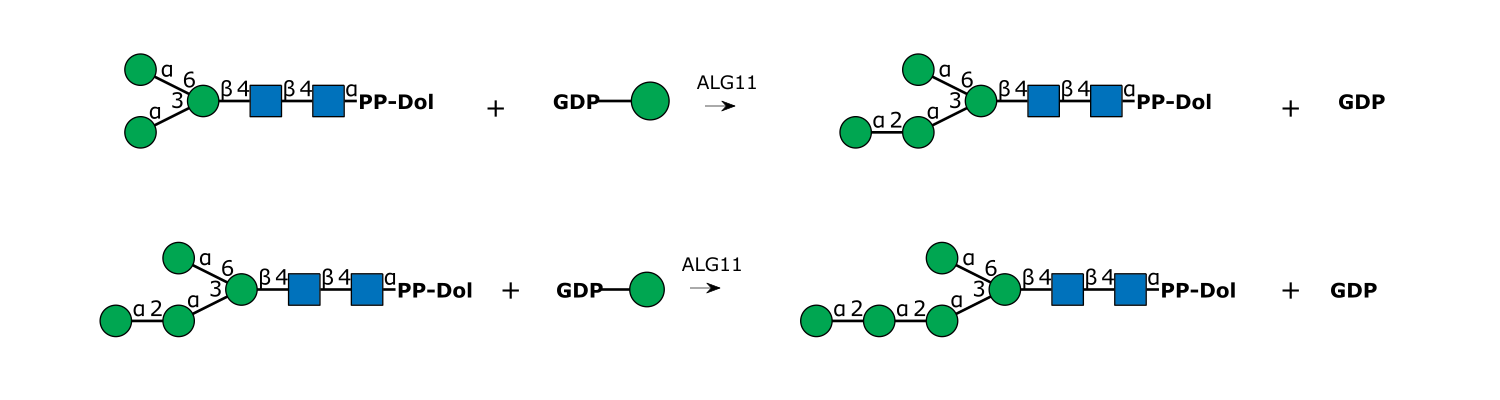 α 6 β 4 β 4 α PP-Dol + GDP ALG11 α 6 β 4 β 4 α PP-Dol + GDP
3 α α 2 3 α
α 6 β 4 β 4 α PP-Dol + GDP ALG11 α 6 β 4 β 4 α PP-Dol + GDP
α 2 3 α α 2 α 2 3 α